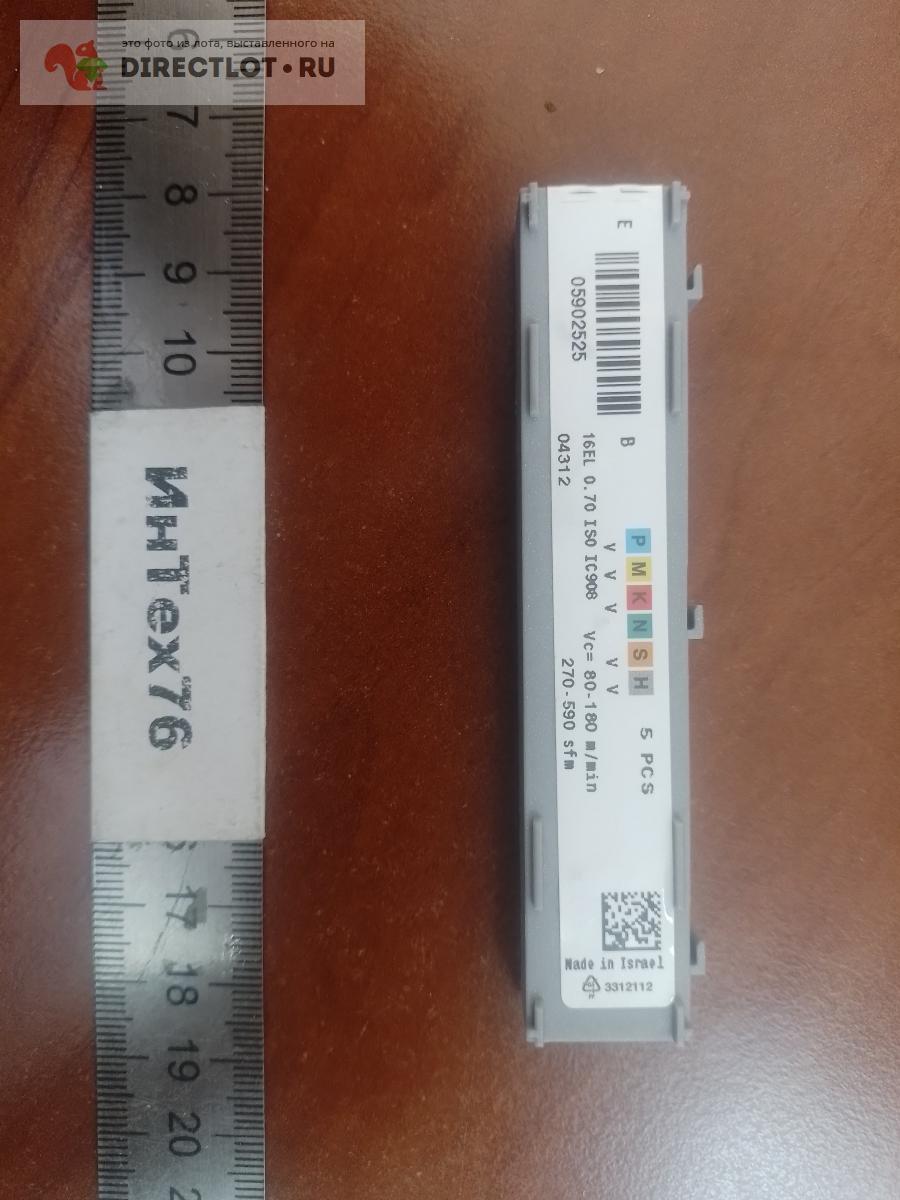 это фото из лота, выставленного на
DIRECTLOT•RU
6
7
8
9
10
ИнТех76
17
18
19
20
E
05902525
B
16EL 0.70 ISO IC908 Vc= 80-180 m/min
04312 270-590 sfm
P M K N S H
V V V V V
5 PCS
Made in Israel
3312112